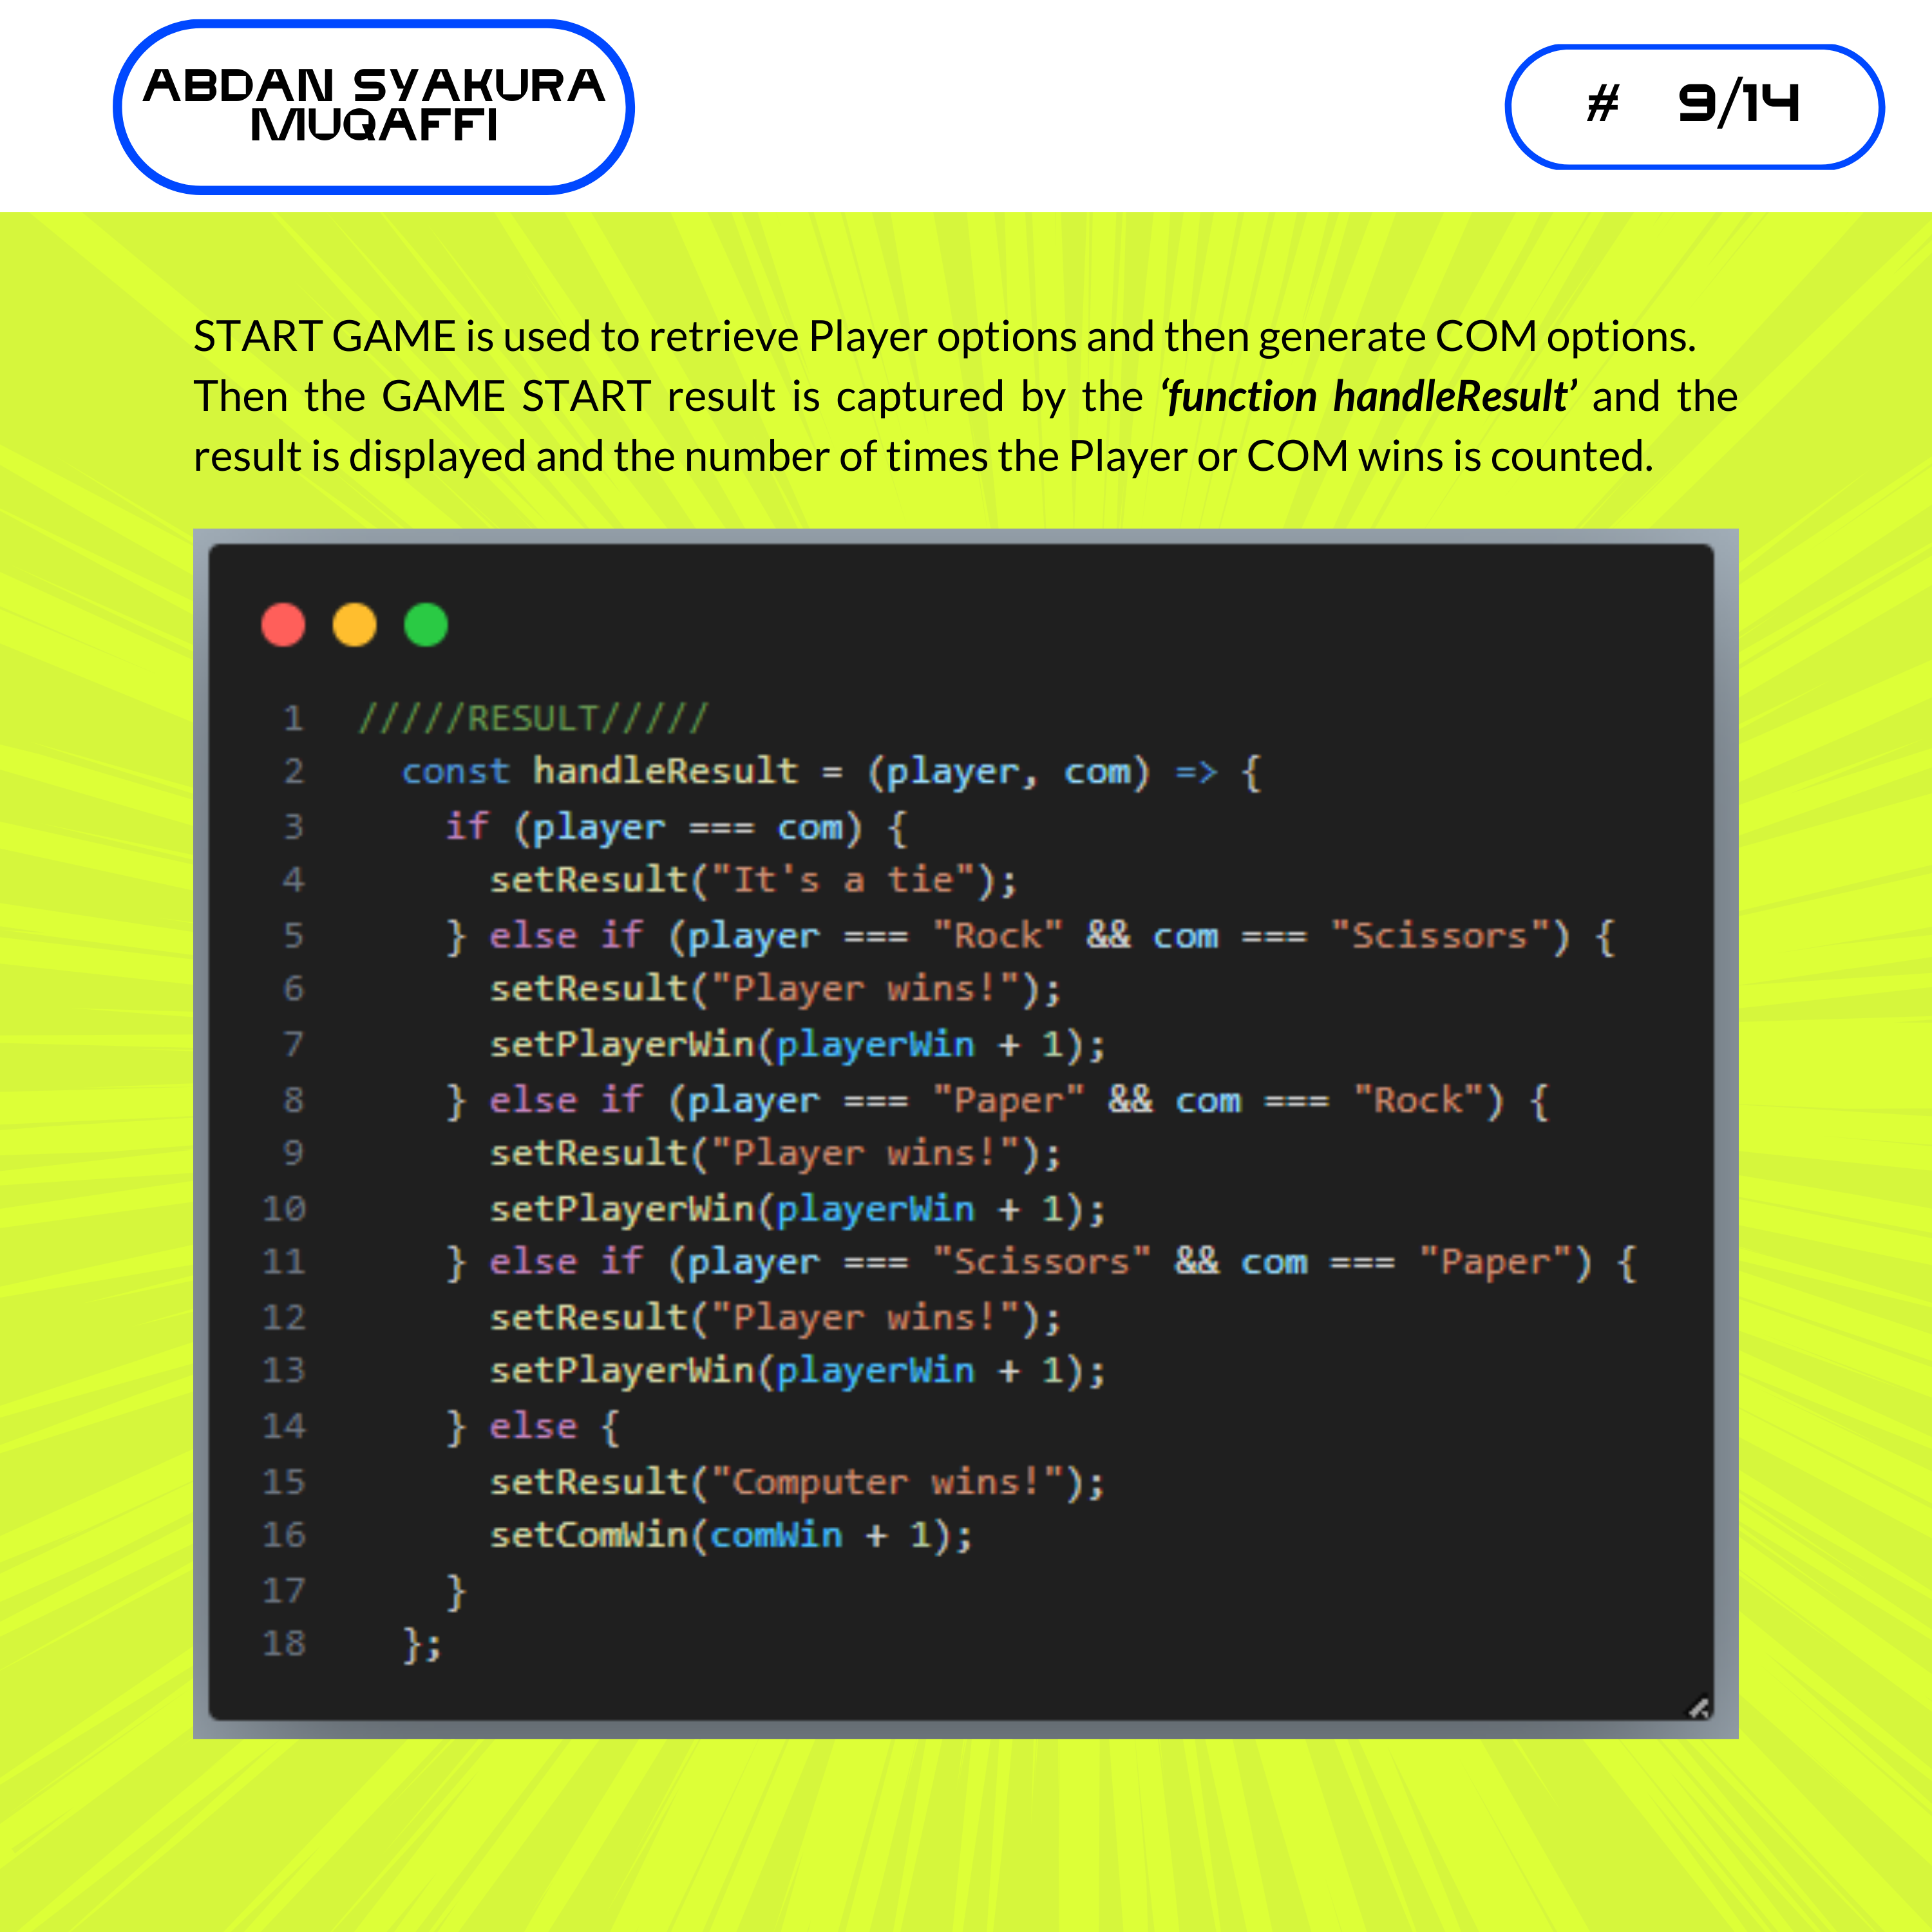 ABDAN SYAKURA
MUQAFFI
# 9/14
START GAME is used to retrieve Player options and then generate COM options.
Then the GAME START result is captured by the ‘function handleResult’ and the
result is displayed and the number of times the Player or COM wins is counted.
1 /////RESULT/////
2   const handleResult = (player, com) => {
3     if (player === com) {
4       setResult("It's a tie");
5     } else if (player === "Rock" && com === "Scissors") {
6       setResult("Player wins!");
7       setPlayerWin(playerWin + 1);
8     } else if (player === "Paper" && com === "Rock") {
9       setResult("Player wins!");
10       setPlayerWin(playerWin + 1);
11     } else if (player === "Scissors" && com === "Paper") {
12       setResult("Player wins!");
13       setPlayerWin(playerWin + 1);
14     } else {
15       setResult("Computer wins!");
16       setComWin(comWin + 1);
17     }
18   };